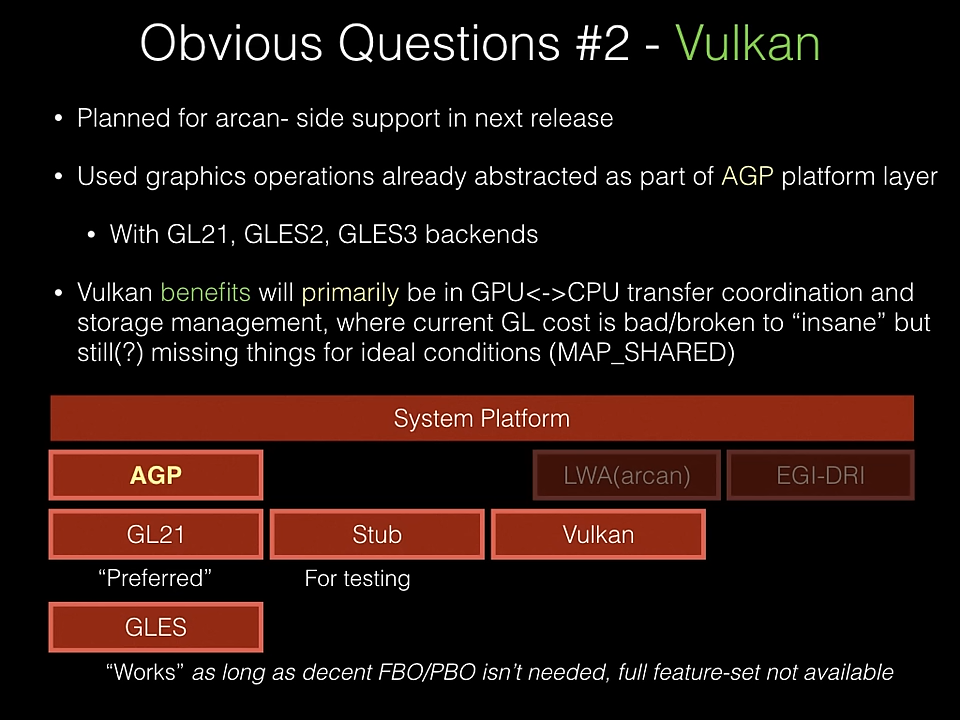 Obvious Questions #2 - Vulkan
• Planned for arcan- side support in next release
• Used graphics operations already abstracted as part of AGP platform layer
• With GL21, GLES2, GLES3 backends
• Vulkan benefits will primarily be in GPU<->CPU transfer coordination and
storage management, where current GL cost is bad/broken to “insane” but
still(?) missing things for ideal conditions (MAP_SHARED)
System Platform
AGP
LWA(arcan)
EGI-DRI
GL21
Stub
Vulkan
“Preferred”
For testing
GLES
“Works” as long as decent FBO/PBO isn’t needed, full feature-set not available